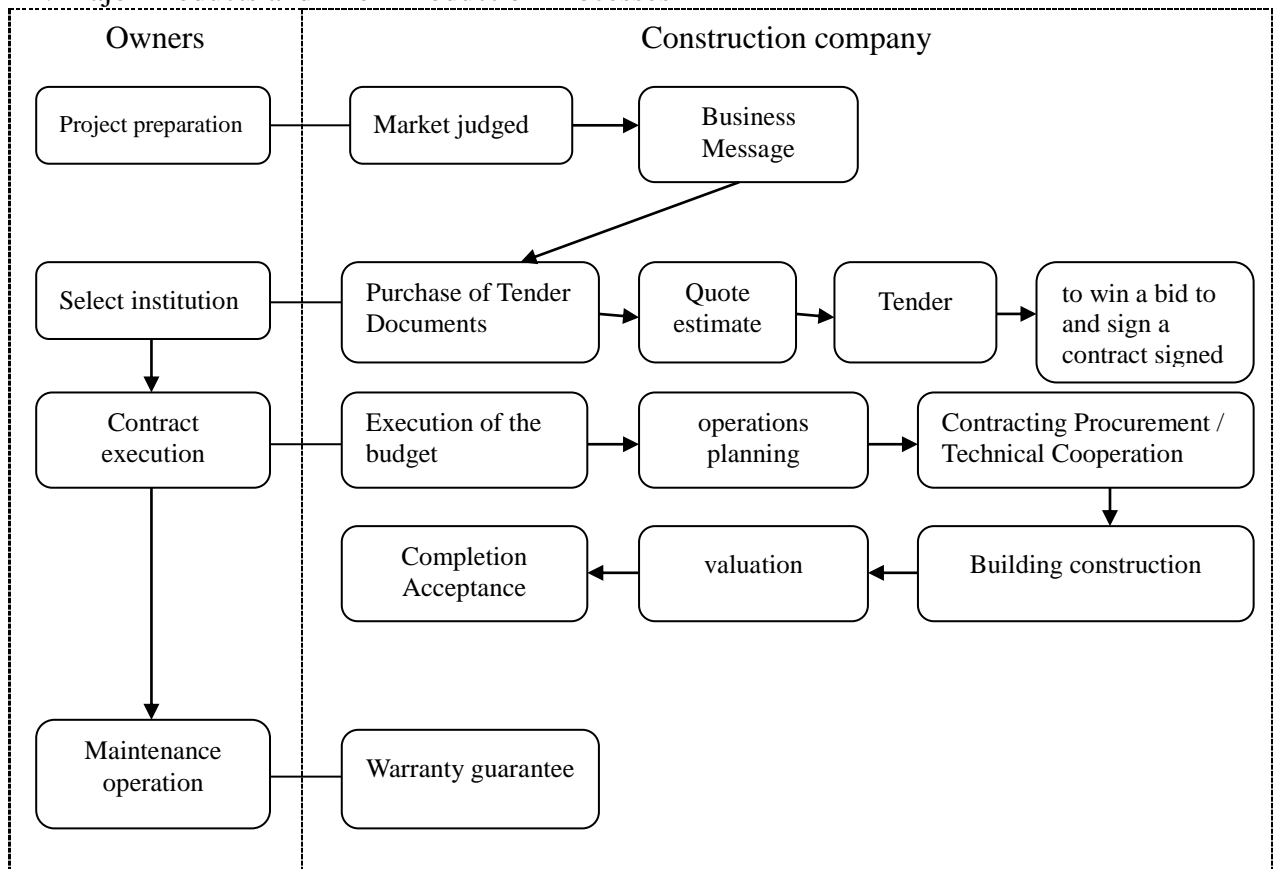 Owners
Construction company
Project preparation
Market judged
Business
Message
Select institution
Purchase of Tender
Documents
Quote
estimate
Tender
to win a bid to
and sign a
contract signed
Contract
execution
Execution of the
budget
operations
planning
Contracting Procurement /
Technical Cooperation
Completion
Acceptance
valuation
Building construction
Maintenance
operation
Warranty guarantee